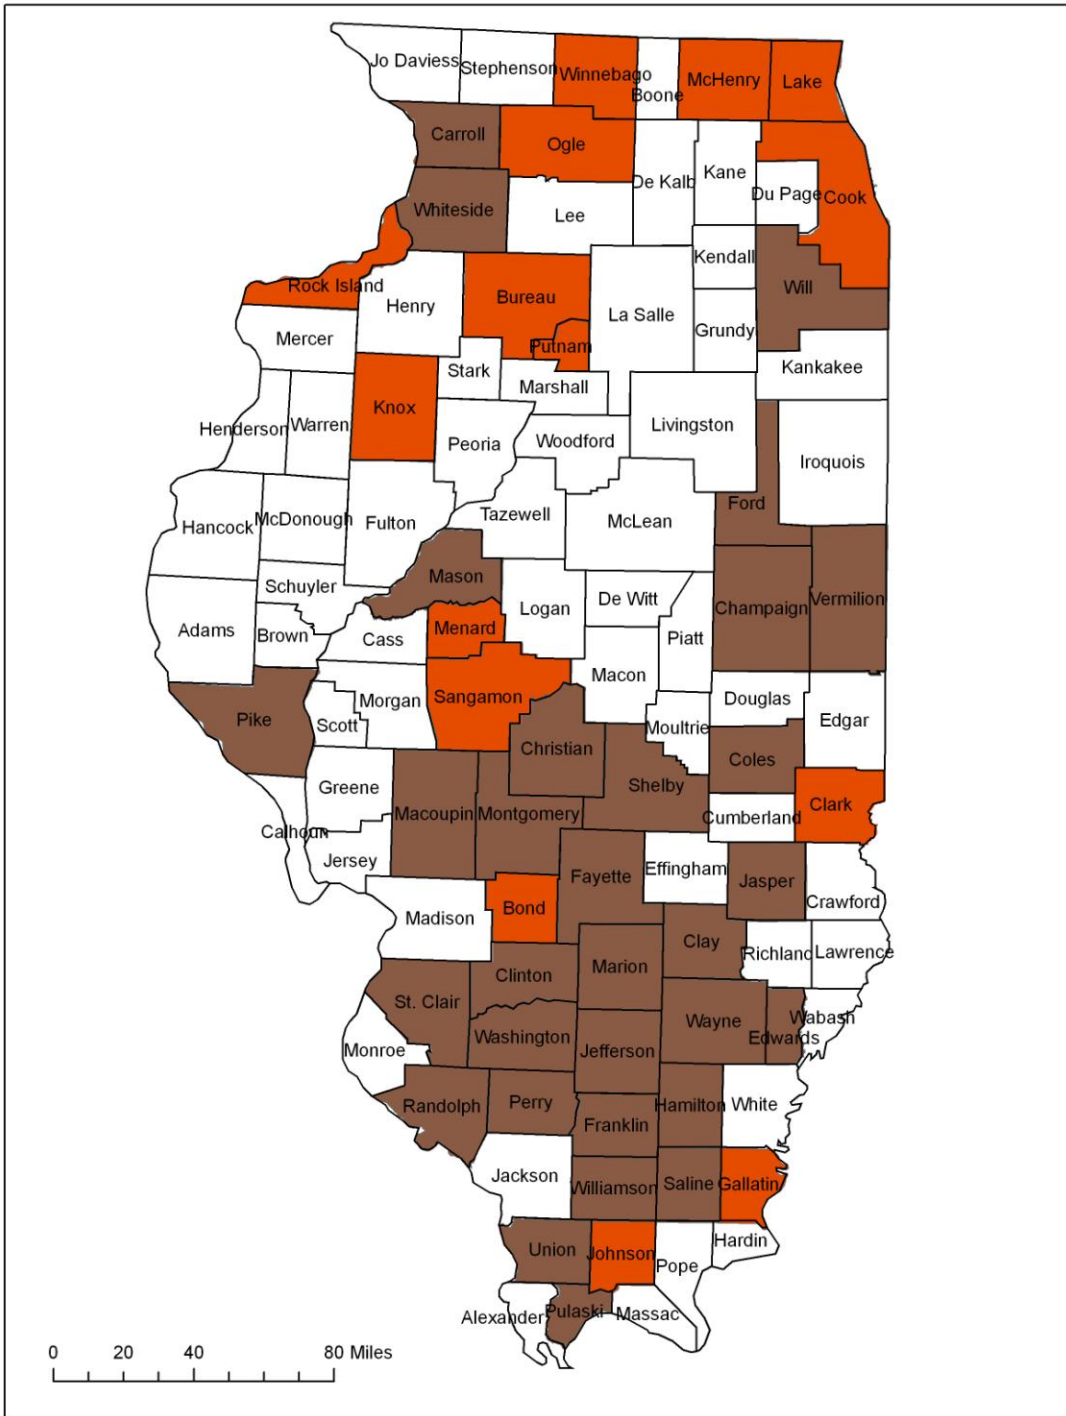 Jo Daviess
Stephenson
Winnebago
Boone
McHenry
Lake
Carroll
Ogle
De Kalb
Kane
Du Page
Cook
Whiteside
Lee
Kendall
Will
Rock Island
Henry
Bureau
La Salle
Grundy
Mercer
Putnam
Kankakee
Stark
Marshall
Knox
Henderson
Warren
Peoria
Woodford
Livingston
Iroquois
Hancock
McDonough
Fulton
Tazewell
McLean
Ford
Schuyler
Mason
Logan
De Witt
Champaign
Vermilion
Adams
Brown
Cass
Menard
Piatt
Macon
Sangamon
Morgan
Scott
Pike
Douglas
Moultrie
Edgar
Christian
Coles
Shelby
Greene
Macoupin
Montgomery
Clark
Cumberland
Calhoun
Jersey
Effingham
Fayette
Jasper
Crawford
Madison
Bond
Clay
Richland
Lawrence
Marion
Clinton
St. Clair
Wayne
Wabash
Edwards
Washington
Jefferson
Monroe
Randolph
Perry
Hamilton
White
Franklin
Jackson
Williamson
Saline
Gallatin
Hardin
Union
Johnson
Pope
Alexander
Pulaski
Massac
0 20 40 80 Miles